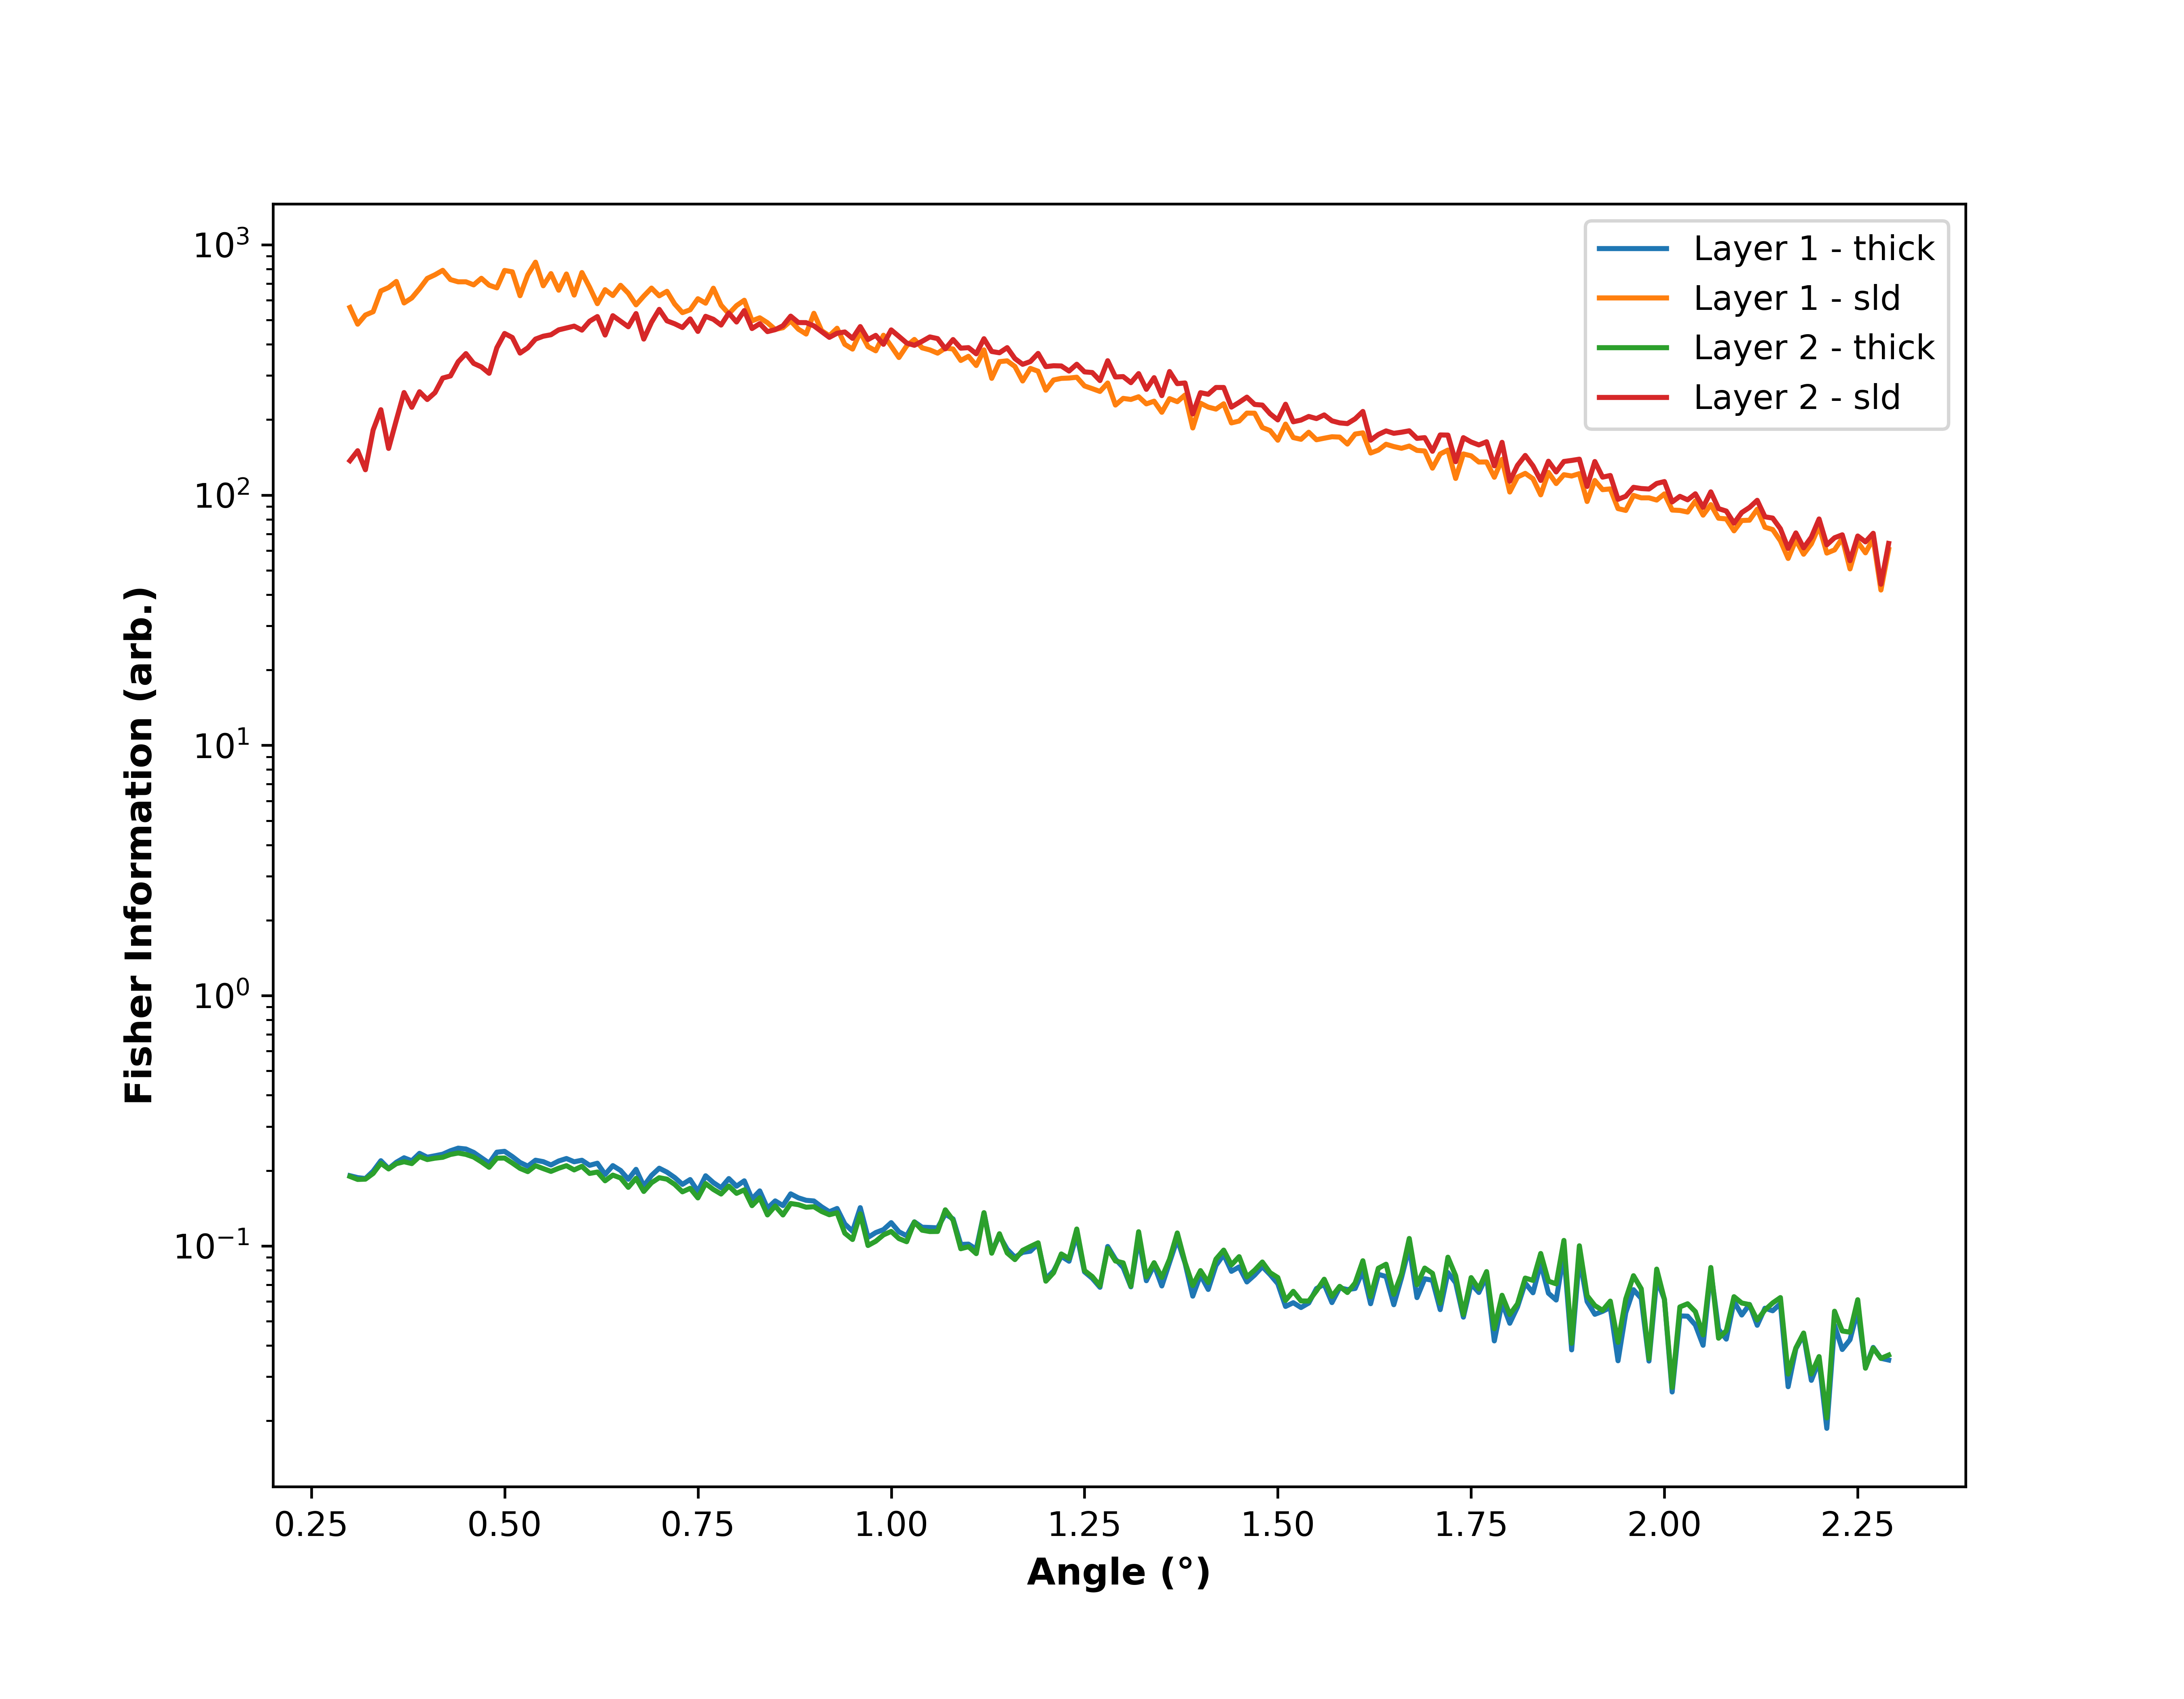 Fisher Information (arb.)
10³
10²
10¹
10⁰
10⁻¹
Layer 1 - thick
Layer 1 - sld
Layer 2 - thick
Layer 2 - sld
0.25 0.50 0.75 1.00 1.25 1.50 1.75 2.00 2.25
Angle (°)